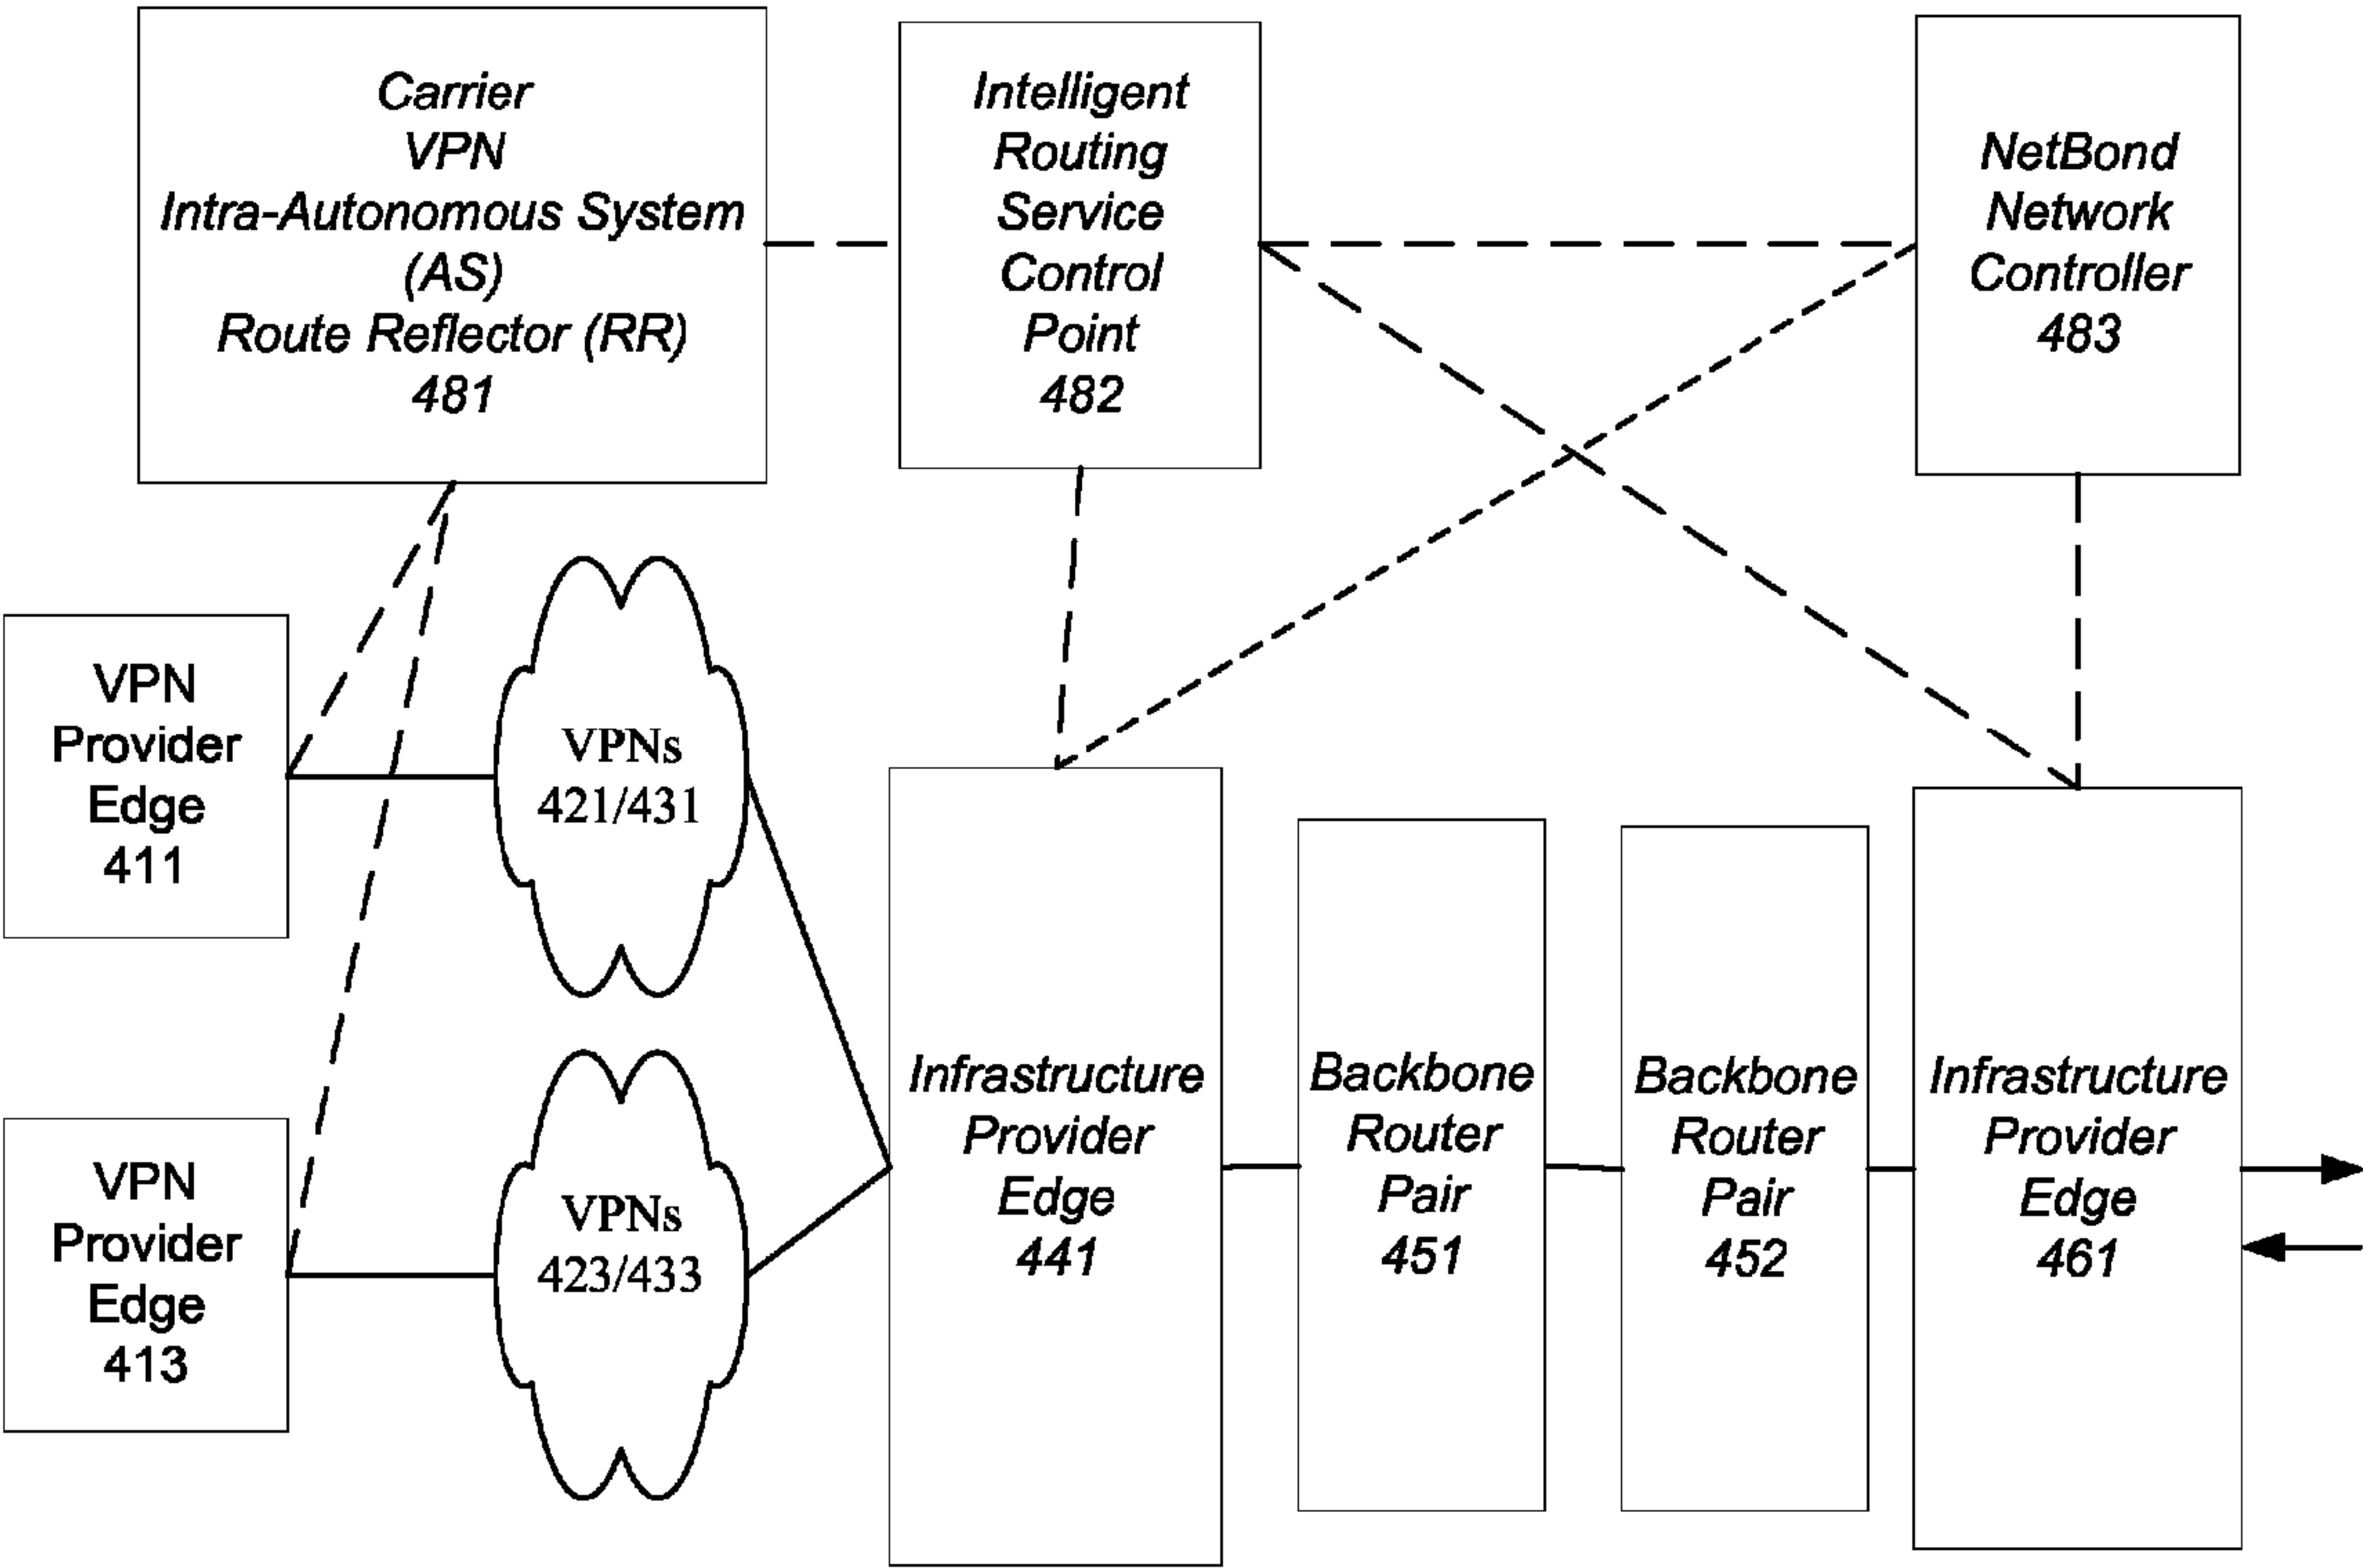 Carrier
VPN
Intra-Autonomous System
(AS)
Route Reflector (RR)
481
Intelligent
Routing
Service
Control
Point
482
NetBond
Network
Controller
483
VPN
Provider
Edge
411
VPNs
421/431
VPN
Provider
Edge
413
VPNs
423/433
Infrastructure
Provider
Edge
441
Backbone
Router
Pair
451
Backbone
Router
Pair
452
Infrastructure
Provider
Edge
461